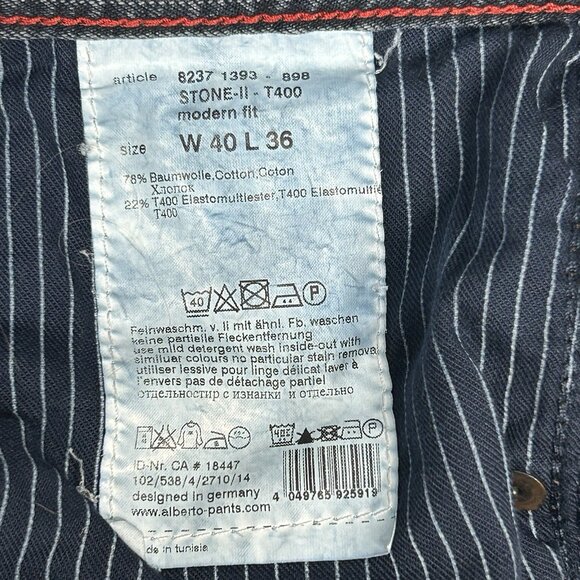 article 8237 1393 - 898
STONE-II - T400
modern fit
size W 40 L 36
78% Baumwolle,Cotton,Coton
Хлопок
22% T400 Elastomultiester,T400 Elastomultie
T400
40 P
Feinwaschm. v. li mit ähnl. Fb. waschen
keine partielle Fleckentfernung
use mild detergent wash inside-out with
similuar colours no particular stain remova
utiliser lessive pour linge délicat laver à
l'envers pas de détachage partiel
отдельностир с изнанки и отдельно
ID-Nr. CA # 18447
102/538/4/2710/14
designed in germany
www.alberto-pants.com
4 049765 925919
de in tunisia